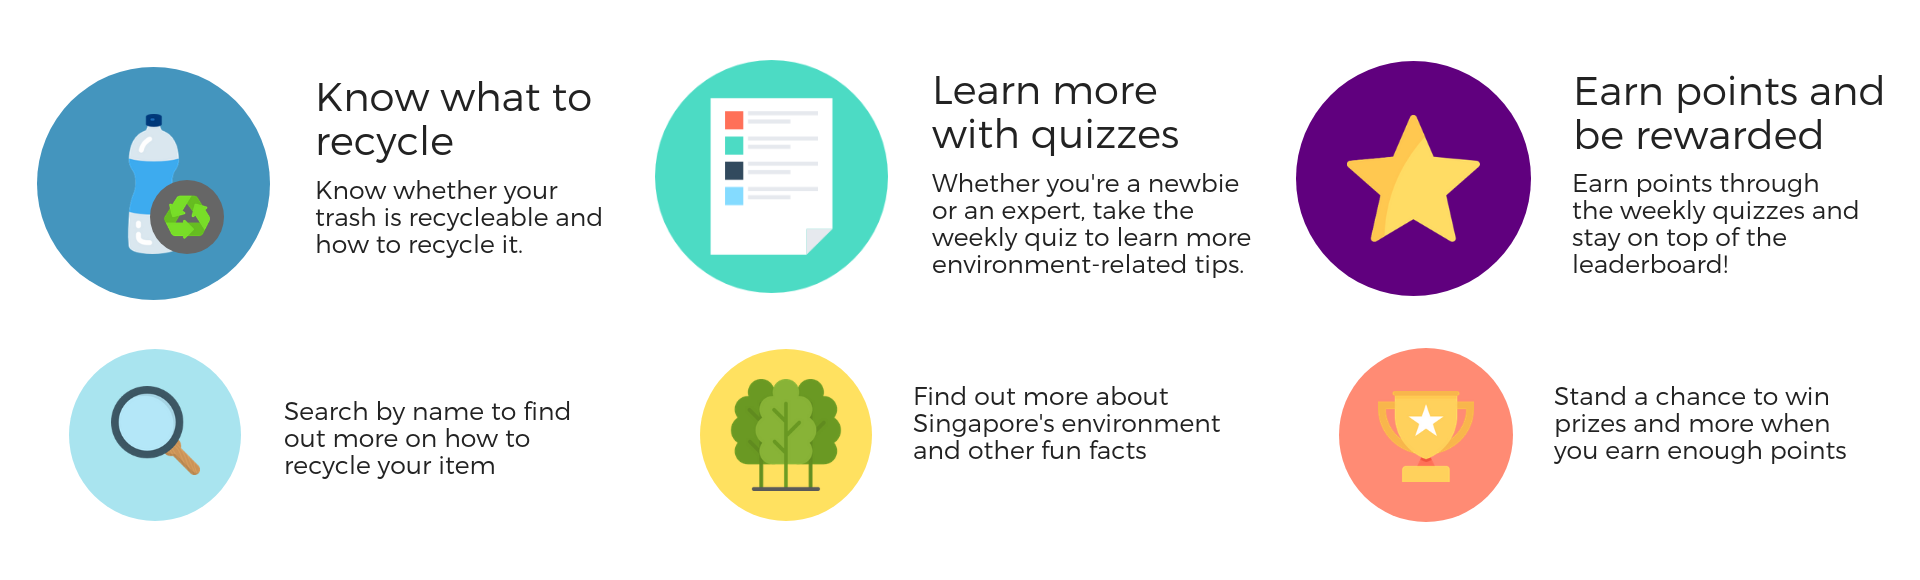 Know what to
recycle
Know whether your
trash is recycleable and
how to recycle it.
Search by name to find
out more on how to
recycle your item
Learn more
with quizzes
Whether you're a newbie
or an expert, take the
weekly quiz to learn more
environment-related tips.
Find out more about
Singapore's environment
and other fun facts
Earn points and
be rewarded
Earn points through
the weekly quizzes and
stay on top of the
leaderboard!
Stand a chance to win
prizes and more when
you earn enough points